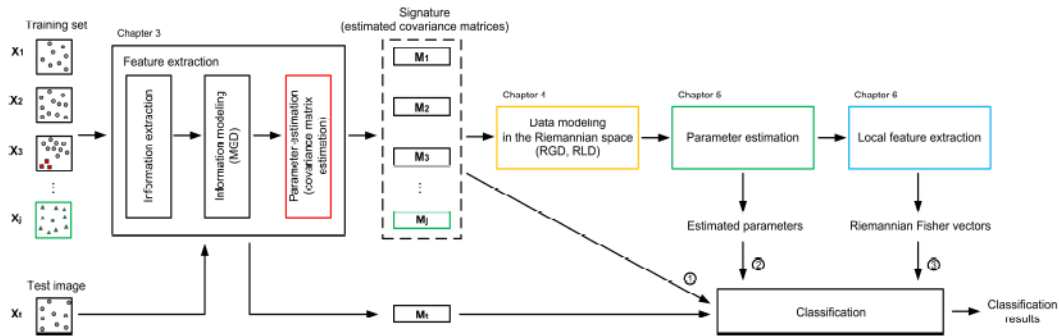 Training set
X1
X2
X3
⋮
Xj
Test image
Xt
Chapter 3
Feature extraction
Information extraction
Information modeling
(MGD)
Parameter estimation
(covariance matrix
estimation)
Signature
(estimated covariance matrices)
M1
M2
M3
⋮
Mj
Mt
Chapter 4
Data modeling
in the Riemannian space
(RGD, RLD)
Chapter 5
Parameter estimation
Chapter 6
Local feature extraction
Estimated parameters
Riemannian Fisher vectors
①
②
③
Classification
Classification
results